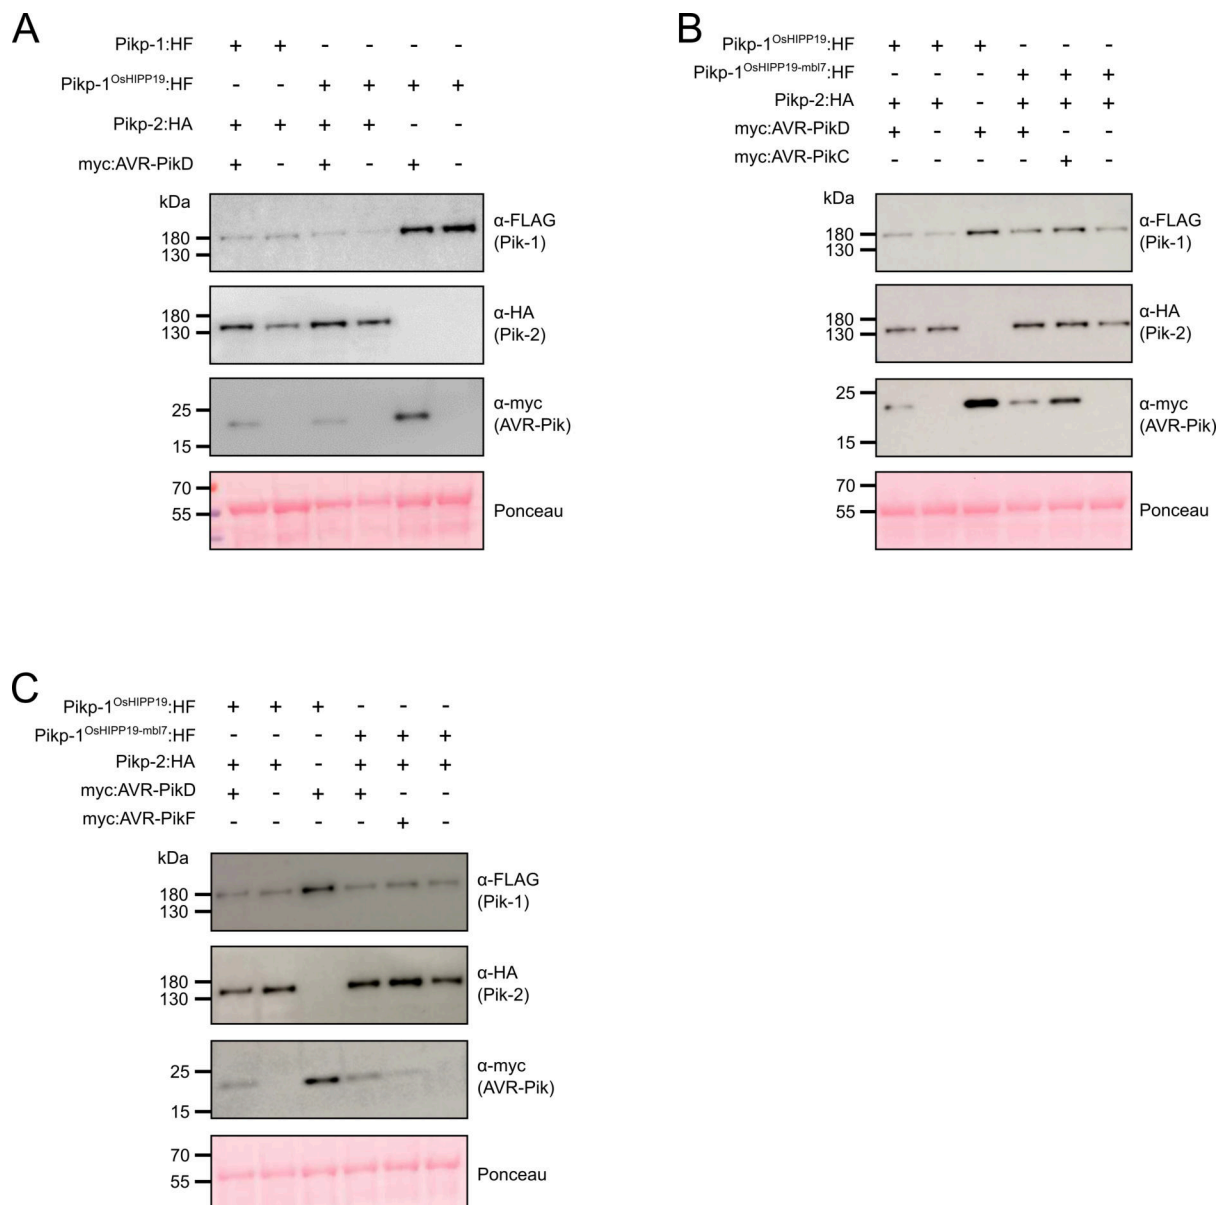 A
Pikp-1:HF + + - - - -
Pikp-1OsHIPP19:HF - - + + + +
Pikp-2:HA + + + + - -
myc:AVR-PikD + - + - + -
kDa
180
130
α-FLAG
(Pik-1)
180
130
α-HA
(Pik-2)
25
15
α-myc
(AVR-Pik)
70
55
Ponceau
B
Pikp-1OsHIPP19:HF + + + - - -
Pikp-1OsHIPP19-mbl7:HF - - - + + +
Pikp-2:HA + + - + + +
myc:AVR-PikD + - + + - -
myc:AVR-PikC - - - - + -
kDa
180
130
α-FLAG
(Pik-1)
180
130
α-HA
(Pik-2)
25
15
α-myc
(AVR-Pik)
70
55
Ponceau
C
Pikp-1OsHIPP19:HF + + + - - -
Pikp-1OsHIPP19-mbl7:HF - - - + + +
Pikp-2:HA + + - + + +
myc:AVR-PikD + - + + - -
myc:AVR-PikF - - - - + -
kDa
180
130
α-FLAG
(Pik-1)
180
130
α-HA
(Pik-2)
25
15
α-myc
(AVR-Pik)
70
55
Ponceau